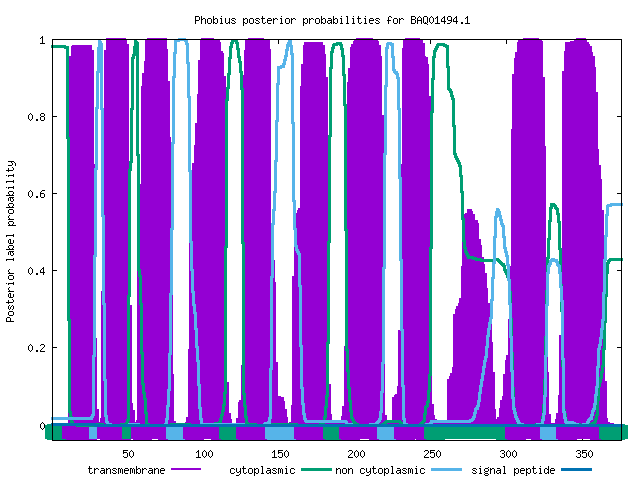 Phobius posterior probabilities for BAQ01494.1
1
0.8
0.6
0.4
0.2
0
Posterior label probability
50 100 150 200 250 300 350
transmembrane cytoplasmic non cytoplasmic signal peptide